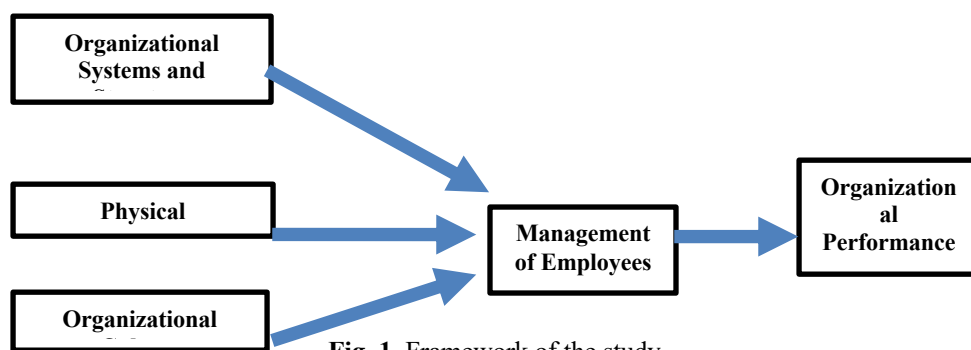 Organizational
Systems and
Physical
Organizational
Management
of Employees
Organization
al
Performance
Fig. 1. Framework of the study